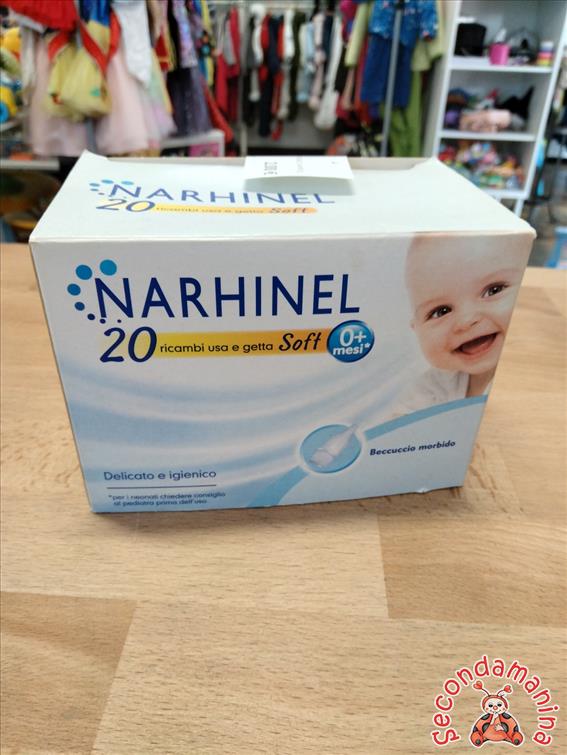 NARHINEL
20 ricambi usa e getta Soft
NARHINEL
20 ricambi usa e getta Soft
0+
mesi*
Beccuccio morbido
Delicato e igienico
*per i neonati chiedere consiglio
al pediatra prima dell'uso
Secondamanina